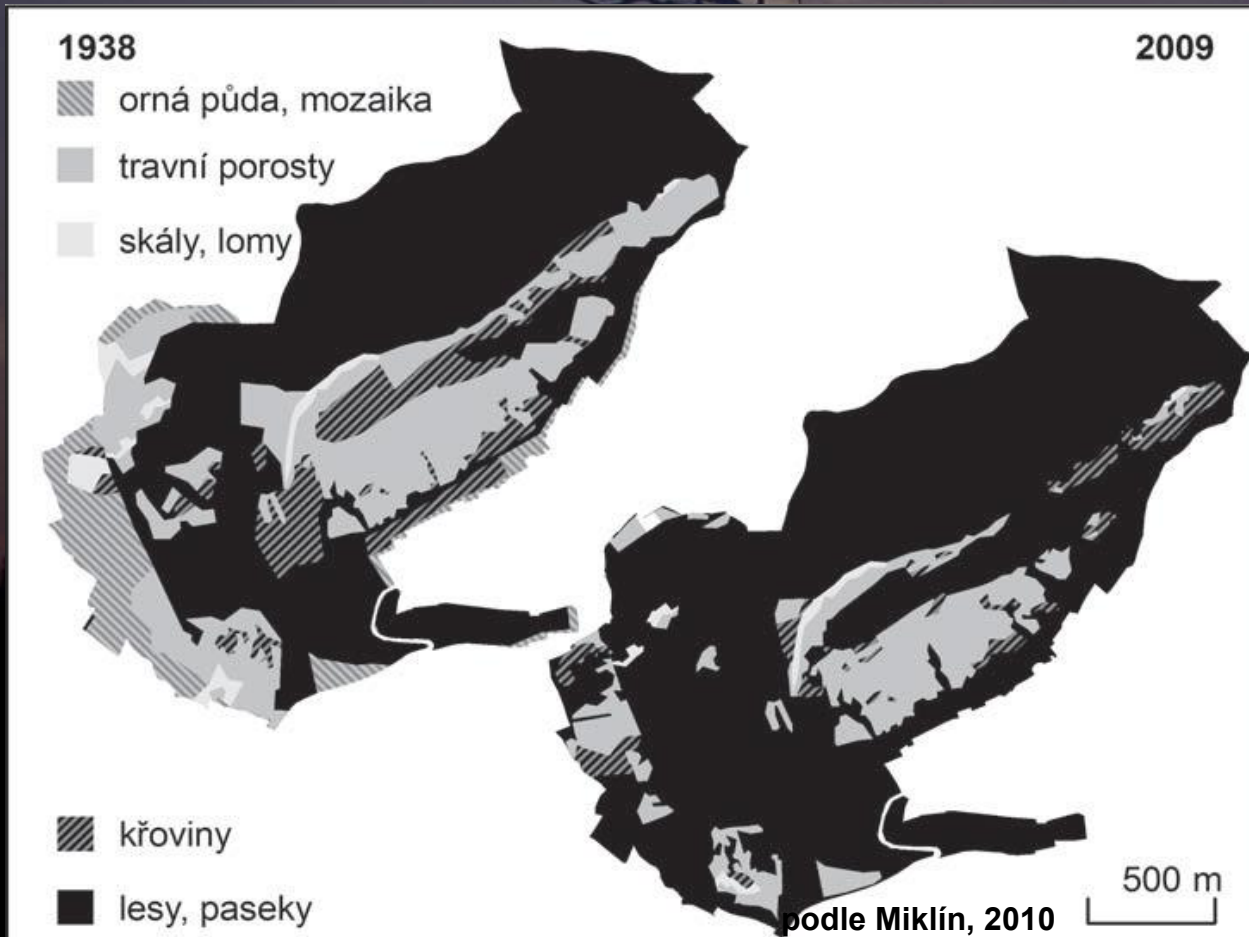 1938
2009
orná půda, mozaika
travní porosty
skály, lomy
křoviny
lesy, paseky
500 m
podle Miklín, 2010